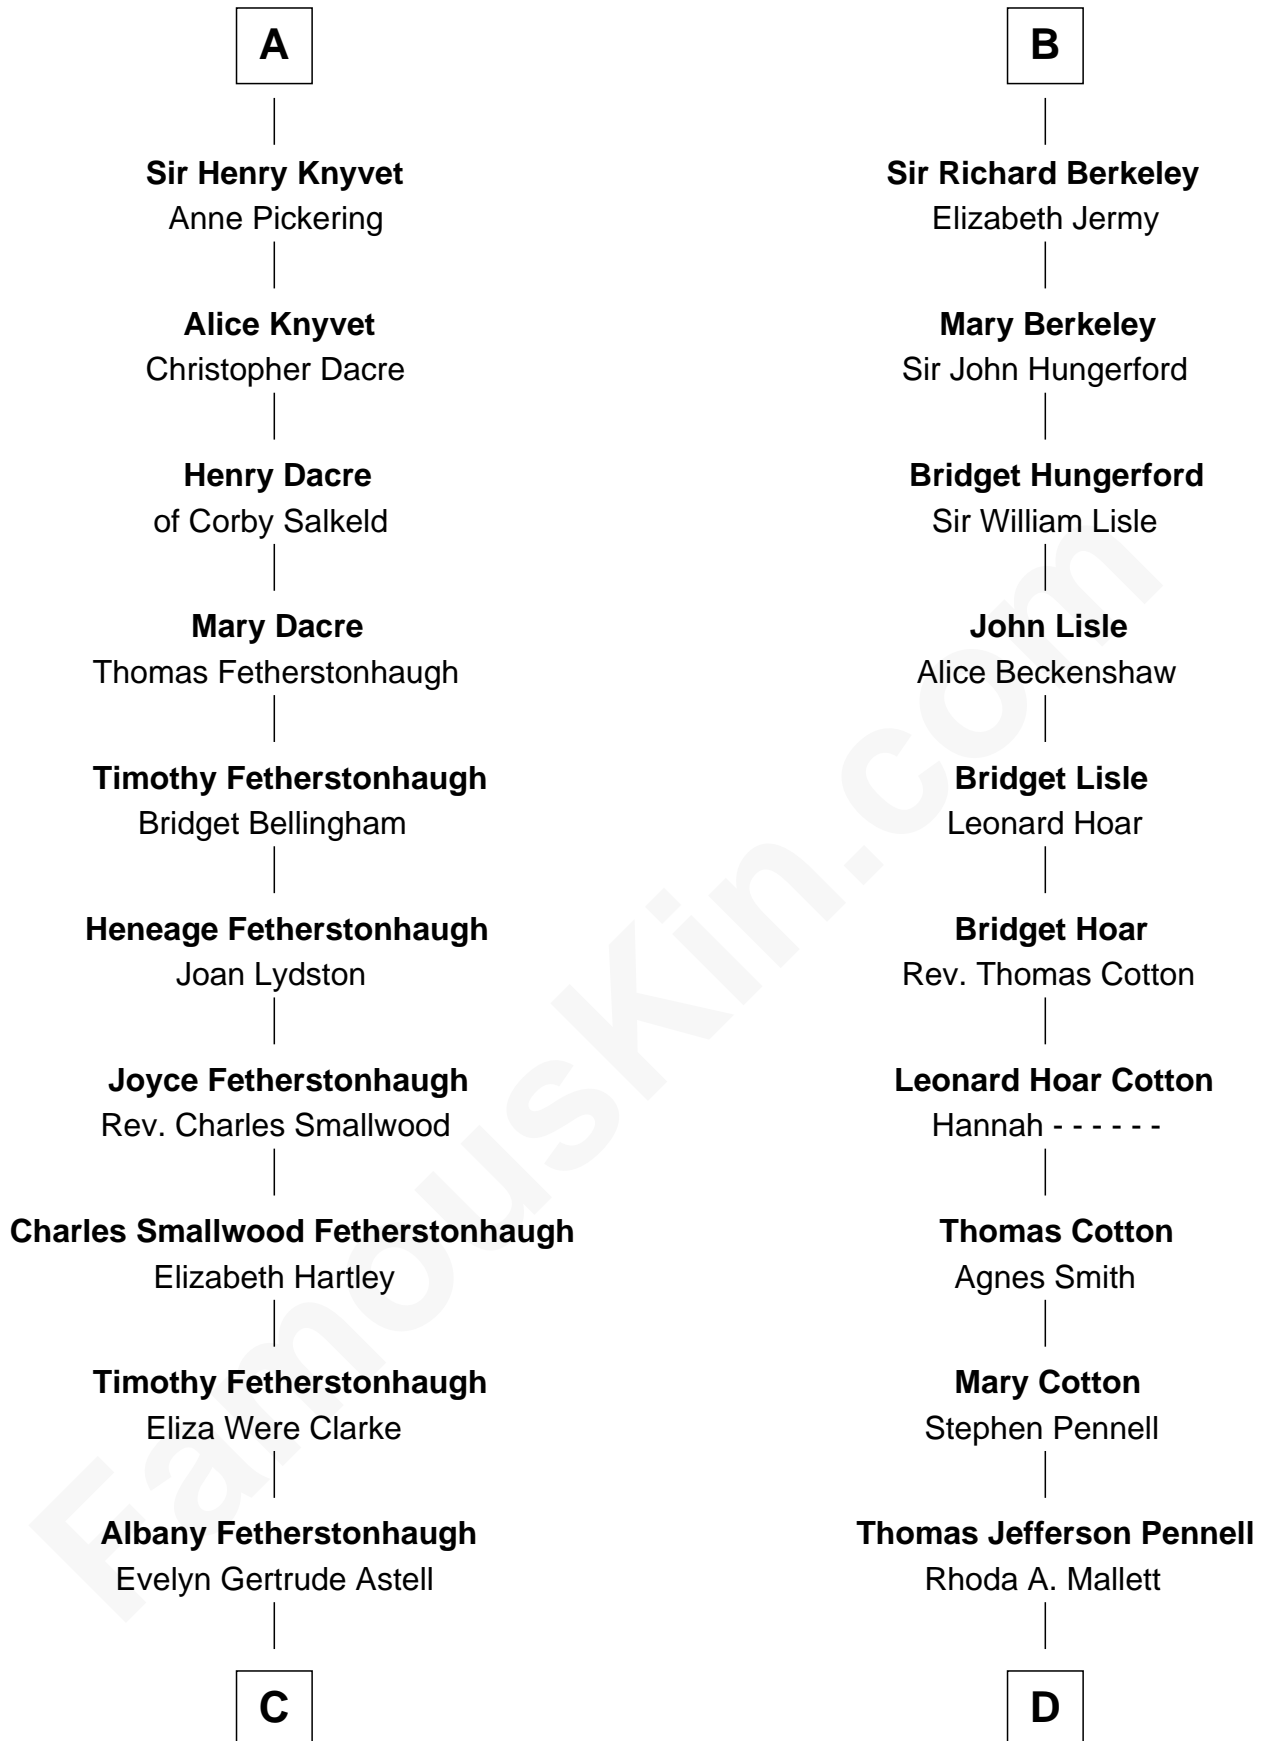 A
Sir Henry Knyvet
Anne Pickering
Alice Knyvet
Christopher Dacre
Henry Dacre
of Corby Salkeld
Mary Dacre
Thomas Fetherstonhaugh
Timothy Fetherstonhaugh
Bridget Bellingham
Heneage Fetherstonhaugh
Joan Lydston
Joyce Fetherstonhaugh
Rev. Charles Smallwood
Charles Smallwood Fetherstonhaugh
Elizabeth Hartley
Timothy Fetherstonhaugh
Eliza Were Clarke
Albany Fetherstonhaugh
Evelyn Gertrude Astell
C
B
Sir Richard Berkeley
Elizabeth Jermy
Mary Berkeley
Sir John Hungerford
Bridget Hungerford
Sir William Lisle
John Lisle
Alice Beckenshaw
Bridget Lisle
Leonard Hoar
Bridget Hoar
Rev. Thomas Cotton
Leonard Hoar Cotton
Hannah - - - - - -
Thomas Cotton
Agnes Smith
Mary Cotton
Stephen Pennell
Thomas Jefferson Pennell
Rhoda A. Mallett
D
FamousKin.com